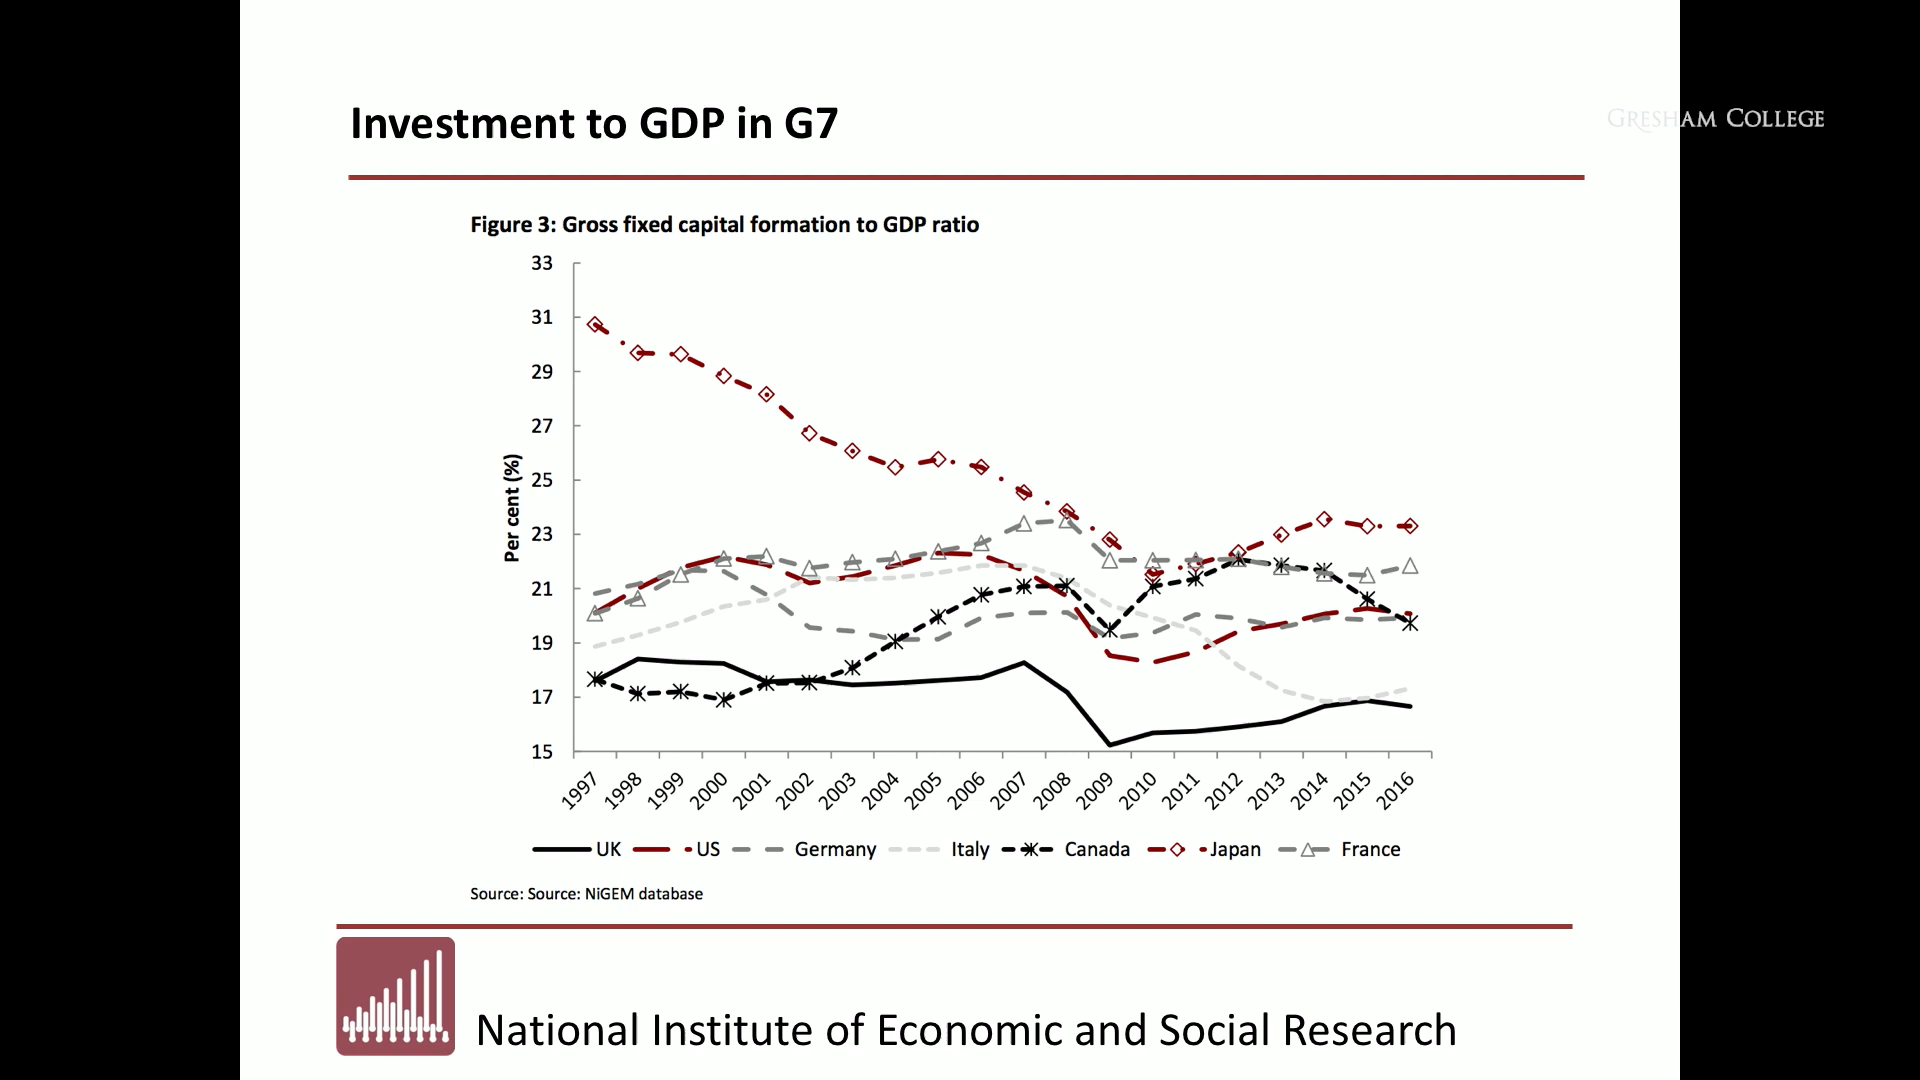 Investment to GDP in G7
GRESHAM COLLEGE
Figure 3: Gross fixed capital formation to GDP ratio
33
31
29
27
25
23
21
19
17
15
Per cent (%)
1997 1998 1999 2000 2001 2002 2003 2004 2005 2006 2007 2008 2009 2010 2011 2012 2013 2014 2015 2016
UK US Germany Italy Canada Japan France
Source: Source: NiGEM database
National Institute of Economic and Social Research